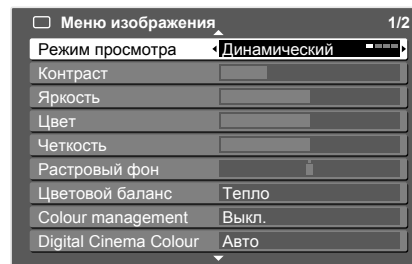 Меню изображения 1/2
Режим просмотра Динамический
Контраст
Яркость
Цвет
Четкость
Растровый фон
Цветовой баланс Тепло
Colour management Выкл.
Digital Cinema Colour Авто